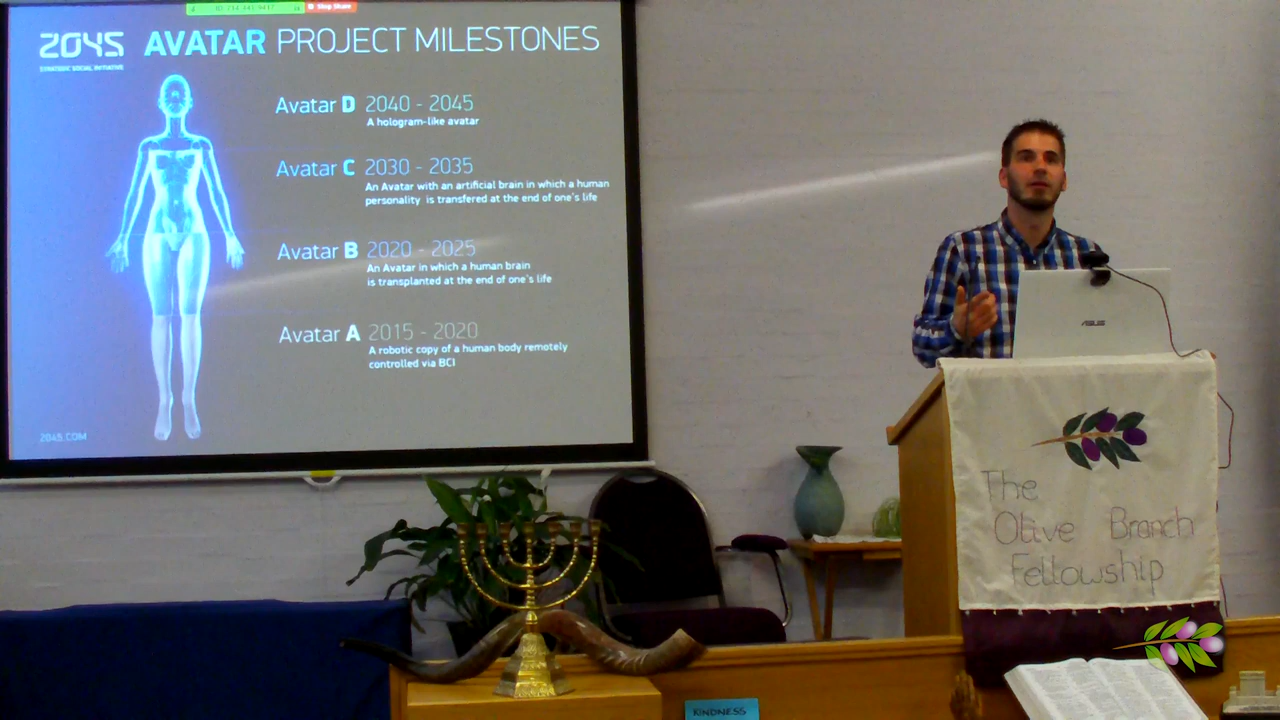 Stop Share
2045 AVATAR PROJECT MILESTONES
STRATEGIC SOCIAL INITIATIVE
Avatar D 2040 - 2045
A hologram-like avatar
Avatar C 2030 - 2035
An Avatar with an artificial brain in which a human
personality is transfered at the end of one's life
Avatar B 2020 - 2025
An Avatar in which a human brain
is transplanted at the end of one's life
Avatar A 2015 - 2020
A robotic copy of a human body remotely
controlled via BCI
2045.COM
ASUS
The
Olive Branch
Fellowship
KINDNESS